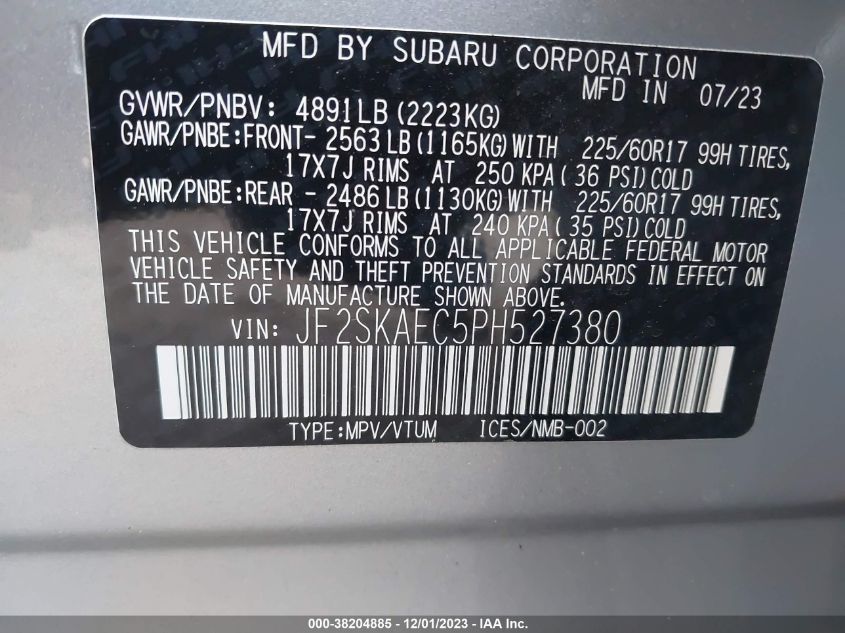 MFD BY SUBARU CORPORATION
MFD IN 07/23
GVWR/PNBV: 4891LB (2223KG)
GAWR/PNBE:FRONT- 2563LB (1165KG)WITH 225/60R17 99H TIRES,
17X7J RIMS AT 250 KPA( 36 PSI)COLD
GAWR/PNBE:REAR - 2486LB (1130KG)WITH 225/60R17 99H TIRES,
17X7J RIMS AT 240 KPA( 35 PSI)COLD
THIS VEHICLE CONFORMS TO ALL APPLICABLE FEDERAL MOTOR
VEHICLE SAFETY AND THEFT PREVENTION STANDARDS IN EFFECT ON
THE DATE OF MANUFACTURE SHOWN ABOVE.
VIN: JF2SKAEC5PH527380
TYPE:MPV/VTUM ICES/NMB-002
000-38204885 - 12/01/2023 - IAA Inc.